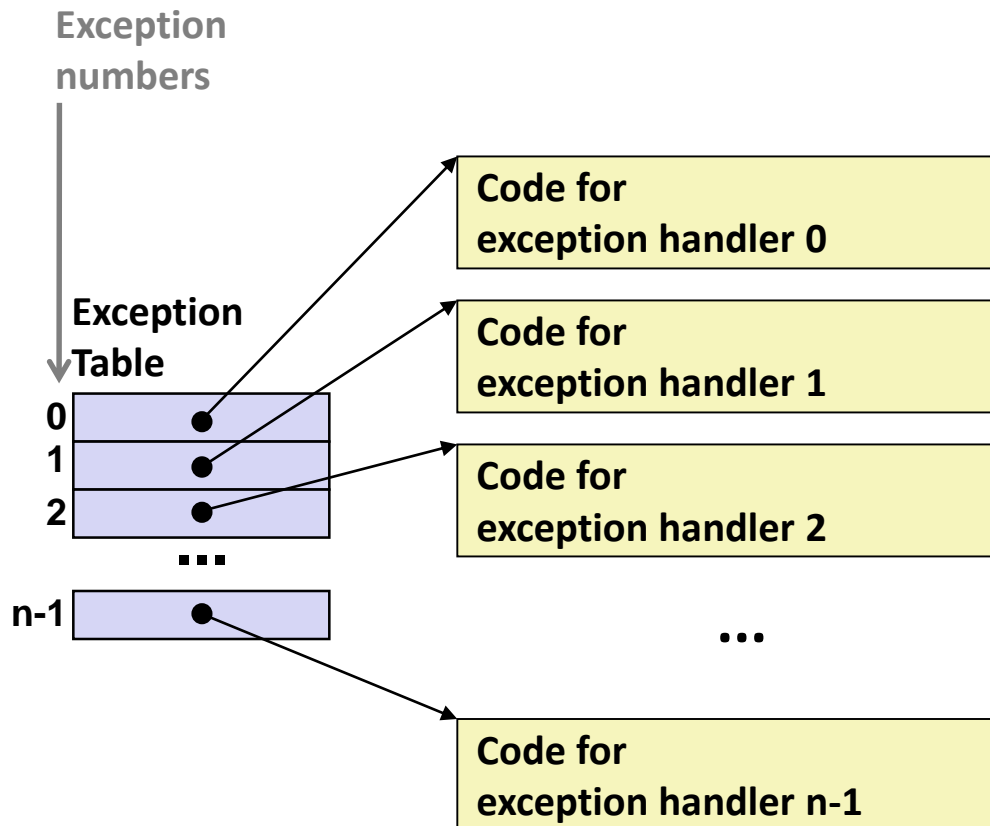 Exception
numbers
Code for
exception handler 0
Exception
Table
Code for
exception handler 1
0
1
2
Code for
exception handler 2
...
n-1
...
Code for
exception handler n-1